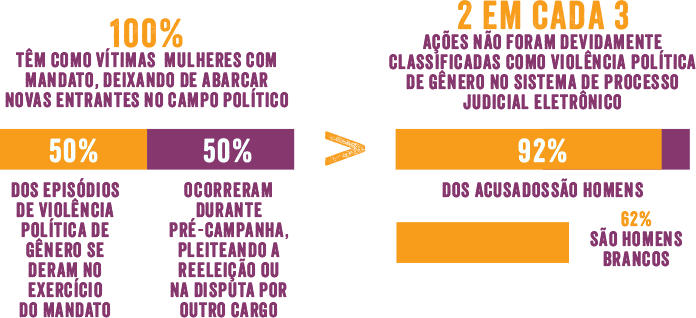 100%
TÊM COMO VÍTIMAS MULHERES COM
MANDATO, DEIXANDO DE ABARCAR
NOVAS ENTRANTES NO CAMPO POLÍTICO
50%
50%
DOS EPISÓDIOS
DE VIOLÊNCIA
POLÍTICA DE
GÊNERO SE
DERAM NO
EXERCÍCIO
DO MANDATO
OCORRERAM
DURANTE
PRÉ-CAMPANHA,
PLEITEANDO A
REELEIÇÃO OU
NA DISPUTA POR
OUTRO CARGO
>
2 EM CADA 3
AÇÕES NÃO FORAM DEVIDAMENTE
CLASSIFICADAS COMO VIOLÊNCIA POLÍTICA
DE GÊNERO NO SISTEMA DE PROCESSO
JUDICIAL ELETRÔNICO
92%
DOS ACUSADOSSÃO HOMENS
62%
SÃO HOMENS
BRANCOS